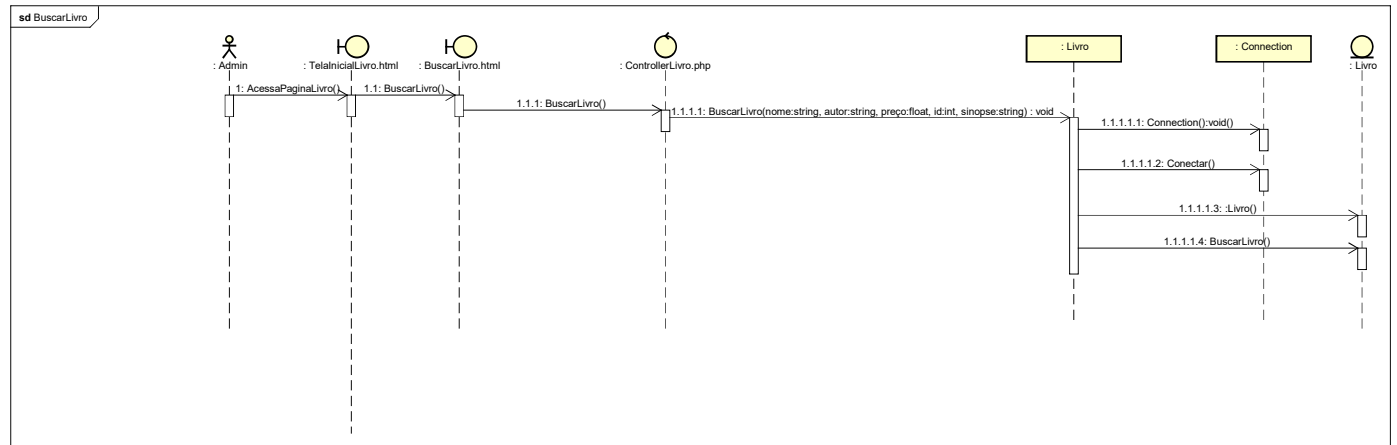 sd BuscarLivro
: Admin
: TelaInicialLivro.html
: BuscarLivro.html
: ControllerLivro.php
: Livro
: Connection
: Livro
1: AcessaPaginaLivro()
1.1: BuscarLivro()
1.1.1: BuscarLivro()
1.1.1.1: BuscarLivro(nome:string, autor:string, preço:float, id:int, sinopse:string) : void
1.1.1.1.1: Connection():void()
1.1.1.1.2: Conectar()
1.1.1.1.3: :Livro()
1.1.1.1.4: BuscarLivro()